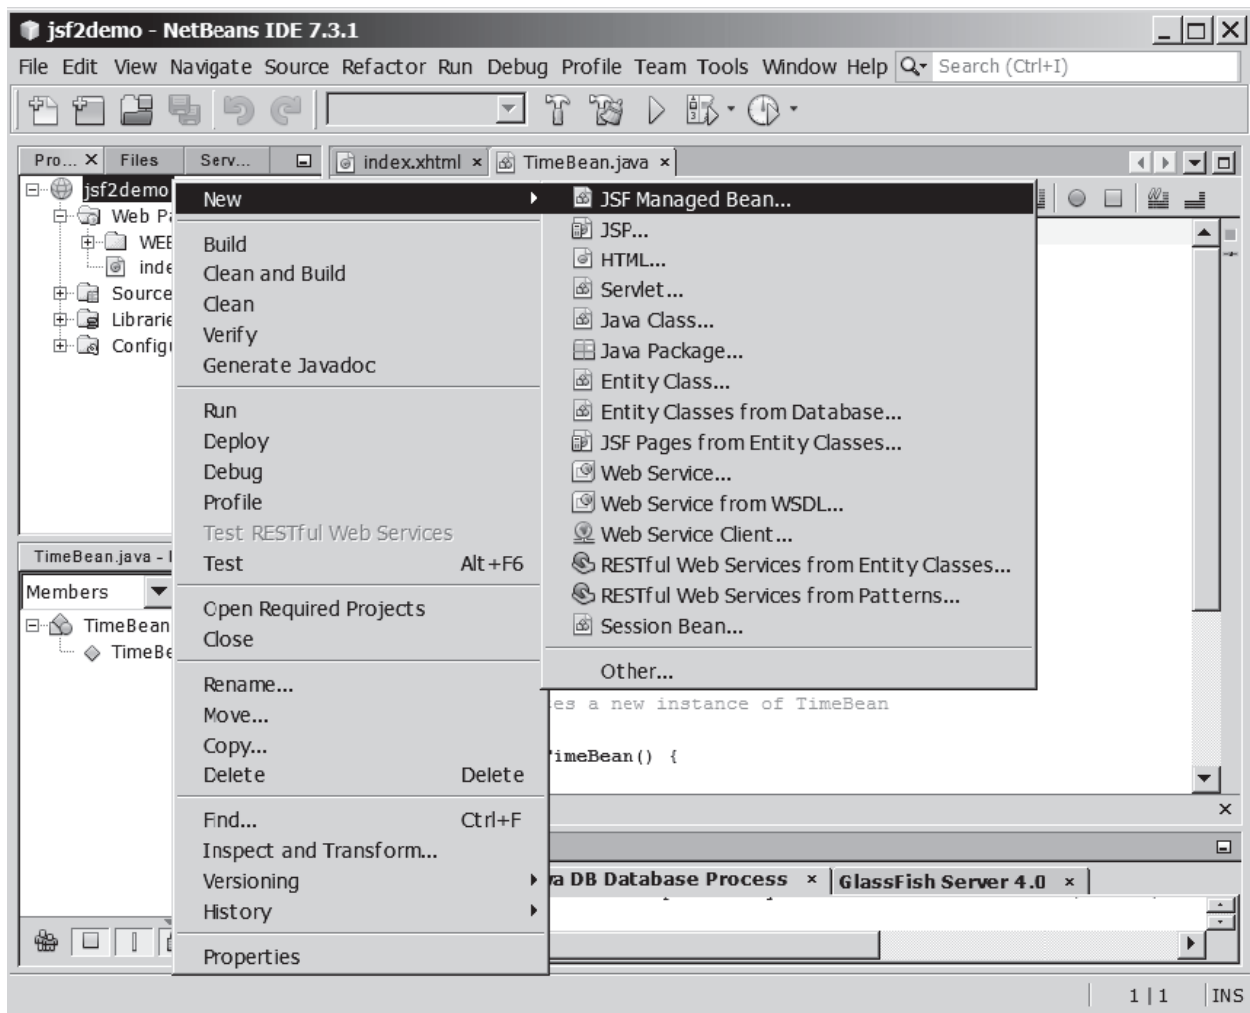 jsf2demo - NetBeans IDE 7.3.1
File Edit View Navigate Source Refactor Run Debug Profile Team Tools Window Help Search (Ctrl+I)
Pro... Files Serv... index.xhtml TimeBean.java
jsf2demo
Web Pa
WEB
inde
Source
Librarie
Config
New
Build
Clean and Build
Clean
Verify
Generate Javadoc
Run
Deploy
Debug
Profile
Test RESTful Web Services
Test Alt+F6
Open Required Projects
Close
Rename...
Move...
Copy...
Delete Delete
Find... Ctrl+F
Inspect and Transform...
Versioning
History
Properties
JSF Managed Bean...
JSP...
HTML...
Servlet...
Java Class...
Java Package...
Entity Class...
Entity Classes from Database...
JSF Pages from Entity Classes...
Web Service...
Web Service from WSDL...
Web Service Client...
RESTful Web Services from Entity Classes...
RESTful Web Services from Patterns...
Session Bean...
Other...
TimeBean.java -
Members
TimeBean
TimeBe
es a new instance of TimeBean
TimeBean() {
va DB Database Process GlassFish Server 4.0
1 | 1 INS